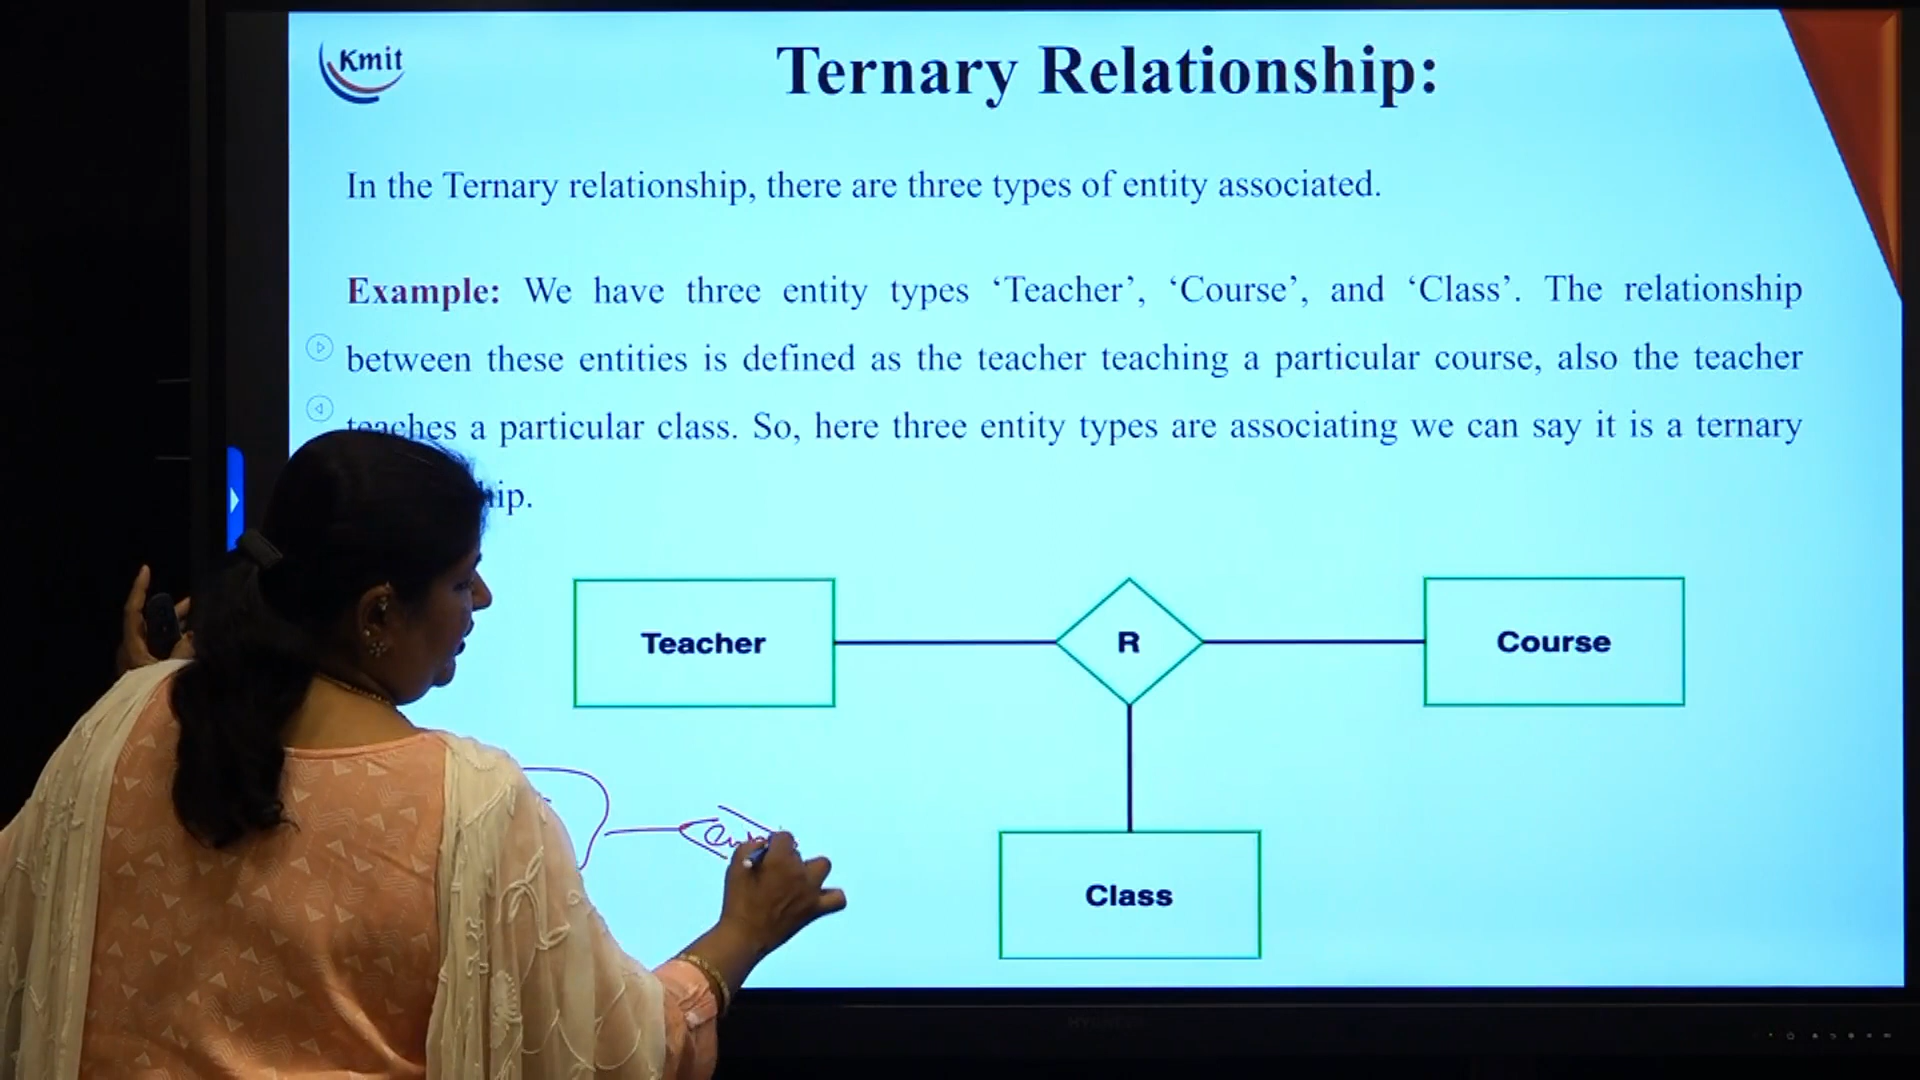 Kmit
Ternary Relationship:
In the Ternary relationship, there are three types of entity associated.
Example: We have three entity types ‘Teacher’, ‘Course’, and ‘Class’. The relationship
between these entities is defined as the teacher teaching a particular course, also the teacher
teaches a particular class. So, here three entity types are associating we can say it is a ternary
hip.
Teacher
R
Course
Class